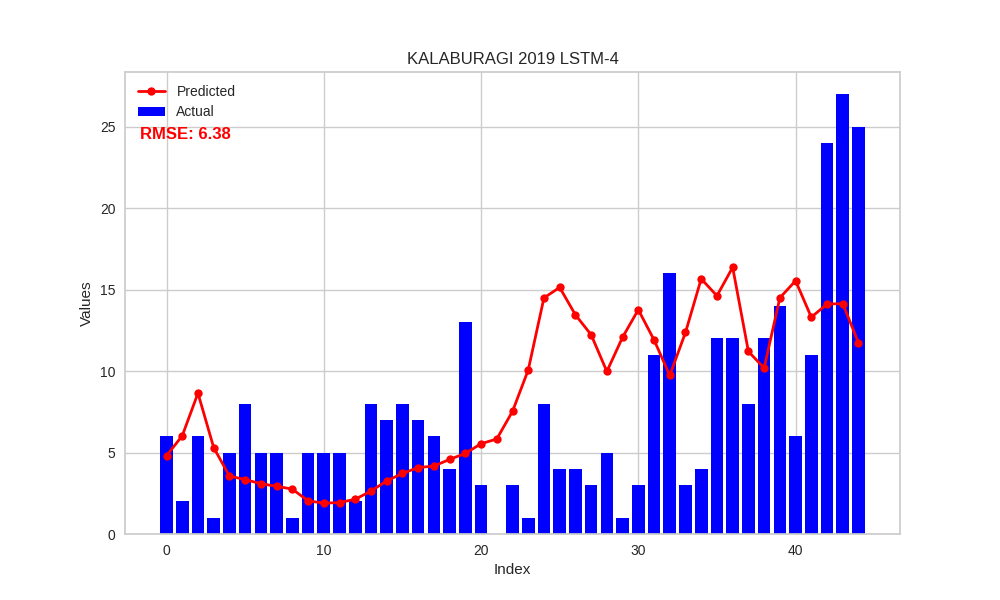 KALABURAGI 2019 LSTM-4
Predicted
Actual
RMSE: 6.38
25
20
15
10
5
0
Values
0 10 20 30 40
Index